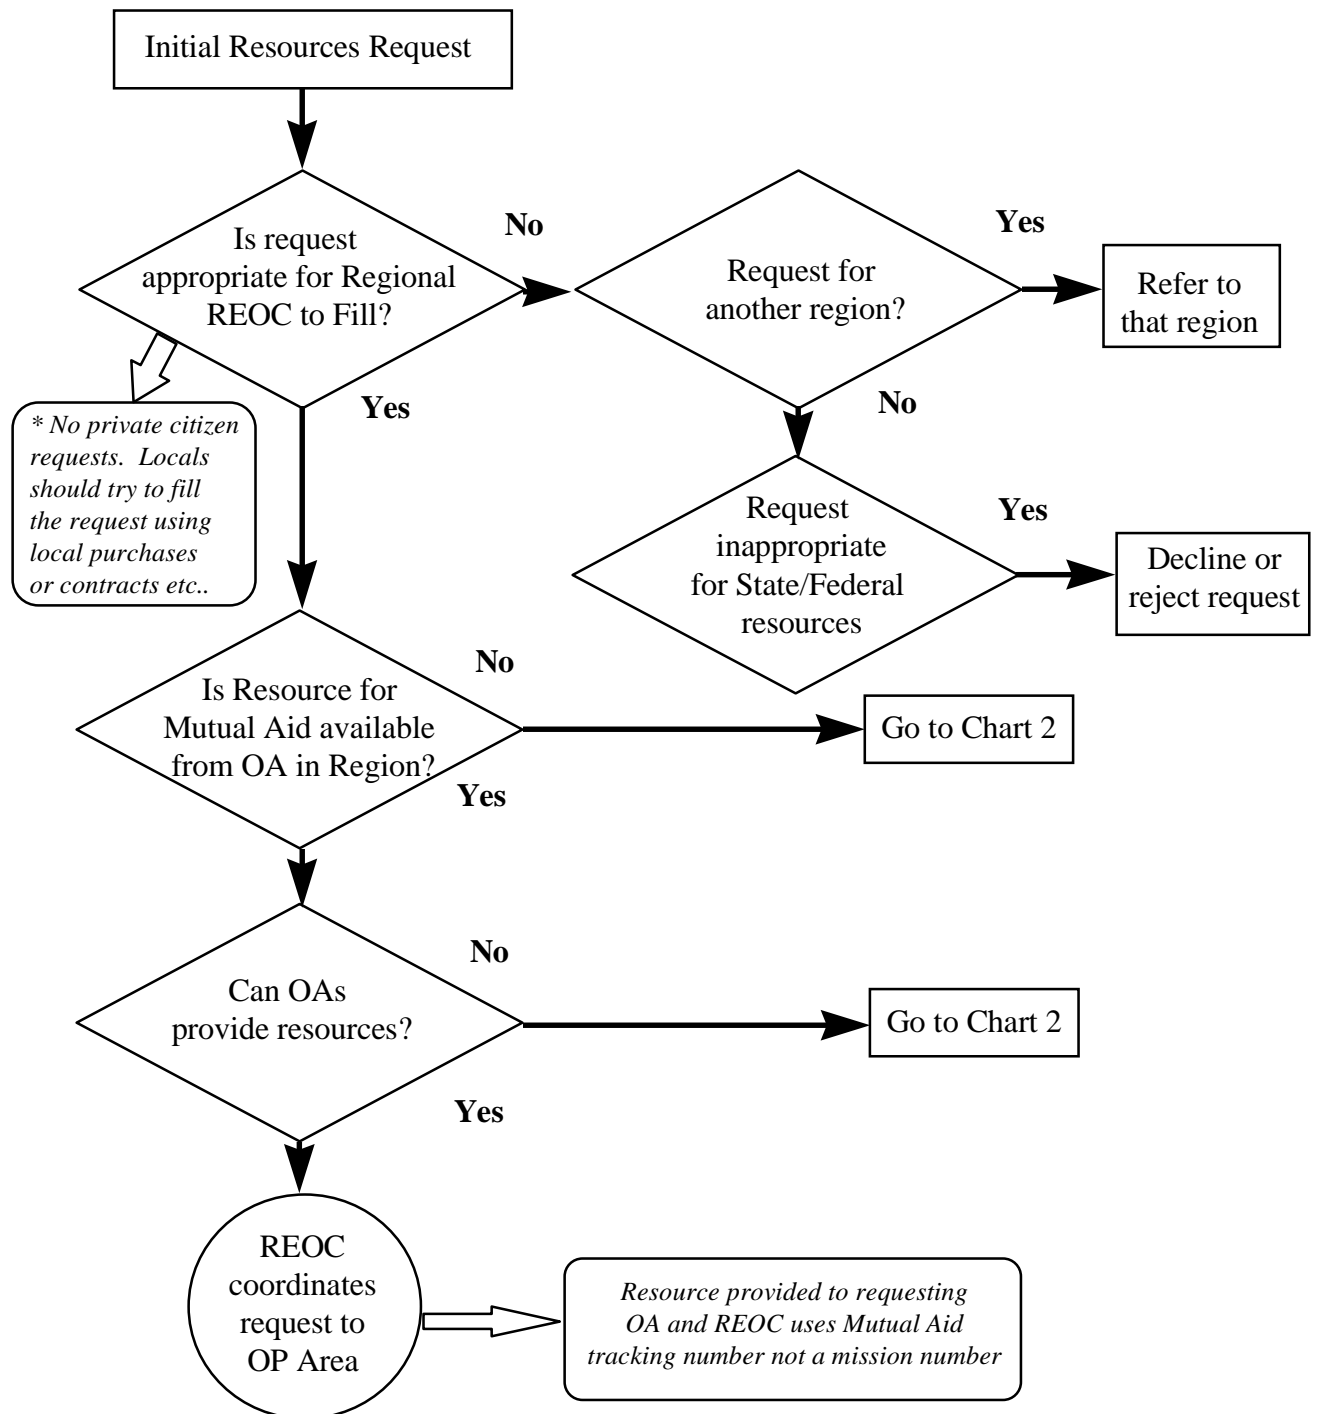 Initial Resources Request
Is request
appropriate for Regional
REOC to Fill?
No
Request for
another region?
Yes
Refer to
that region
Yes
No
* No private citizen
requests.  Locals
should try to fill
the request using
local purchases
or contracts etc..
Request
inappropriate
for State/Federal
resources
Yes
Decline or
reject request
Is Resource for
Mutual Aid available
from OA in Region?
No
Go to Chart 2
Yes
Can OAs
provide resources?
No
Go to Chart 2
Yes
REOC
coordinates
request to
OP Area
Resource provided to requesting
OA and REOC uses Mutual Aid
tracking number not a mission number